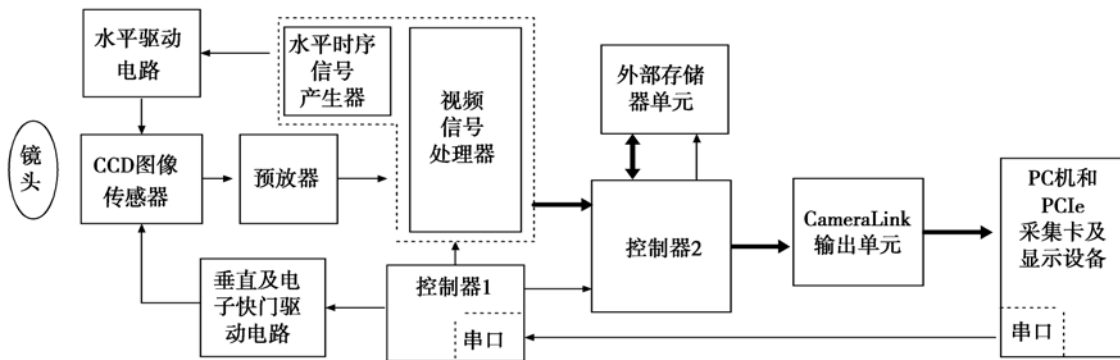 水平驱动
电路
水平时序
信号
产生器
视频
信号
处理器
外部存储
器单元
镜
头
CCD图像
传感器
预放器
控制器2
CameraLink
输出单元
PC机和
PCIe
采集卡及
显示设备
垂直及电
子快门驱
动电路
控制器1
串口
串口